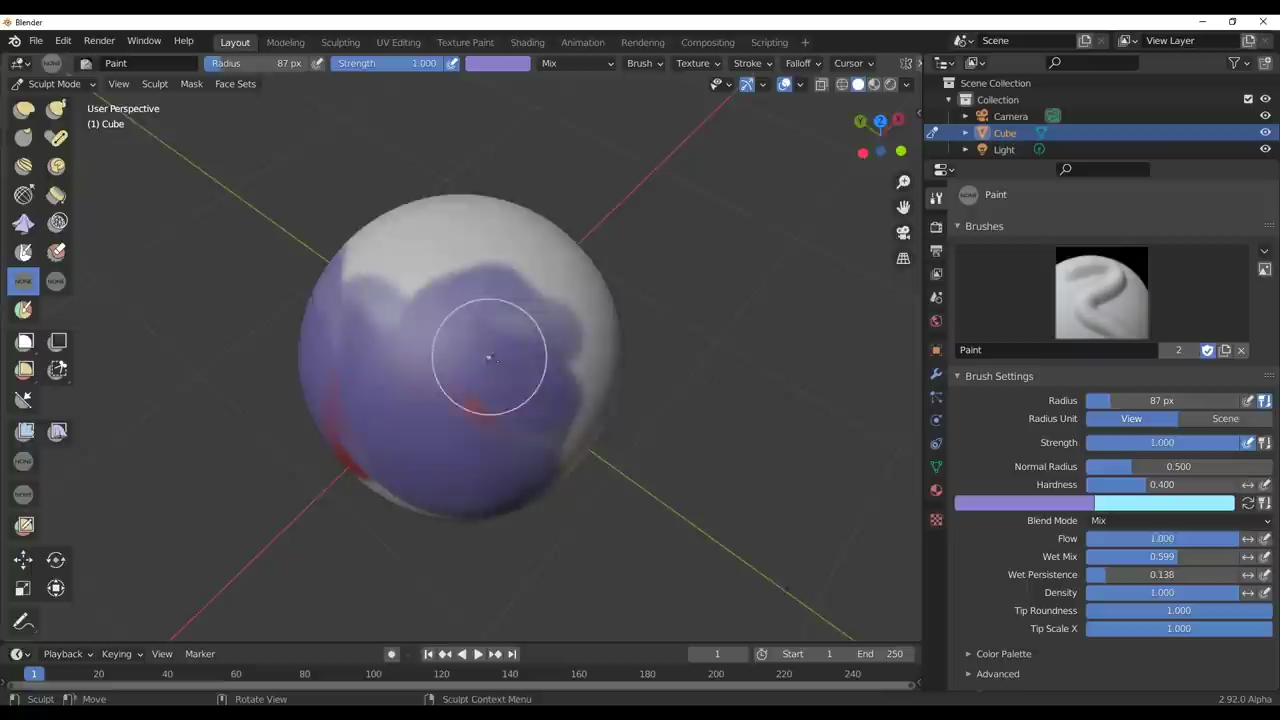 Blender
File Edit Render Window Help Layout Modeling Sculpting UV Editing Texture Paint Shading Animation Rendering Compositing Scripting + Scene View Layer
Paint Radius 87 px Strength 1.000 Mix Brush Texture Stroke Falloff Cursor
Sculpt Mode View Sculpt Mask Face Sets
Scene Collection
Collection
Camera
Cube
Light
User Perspective
(1) Cube
Y Z X
NONE
Paint
Brushes
Paint 2
Brush Settings
Radius 87 px
Radius Unit View Scene
Strength 1.000
Normal Radius 0.500
Hardness 0.400
Blend Mode Mix
Flow 1.000
Wet Mix 0.599
Wet Persistence 0.138
Density 1.000
Tip Roundness 1.000
Tip Scale X 1.000
Color Palette
Advanced
Playback Keying View Marker 1 Start 1 End 250
1 20 40 60 80 100 120 140 160 180 200 220 240
Sculpt Move Rotate View Sculpt Context Menu 2.92.0 Alpha